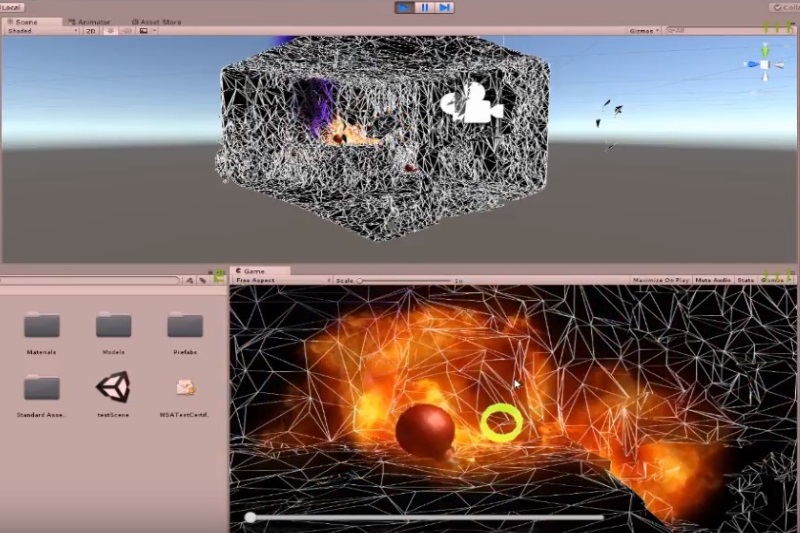 Local
Scene Animator Asset Store
Shaded 2D Gizmos
Game
Free Aspect Scale 1x Maximize On Play Mute Audio Stats Gizmos
Materials Models Prefabs
Standard Asse... testScene WSATestCertif...